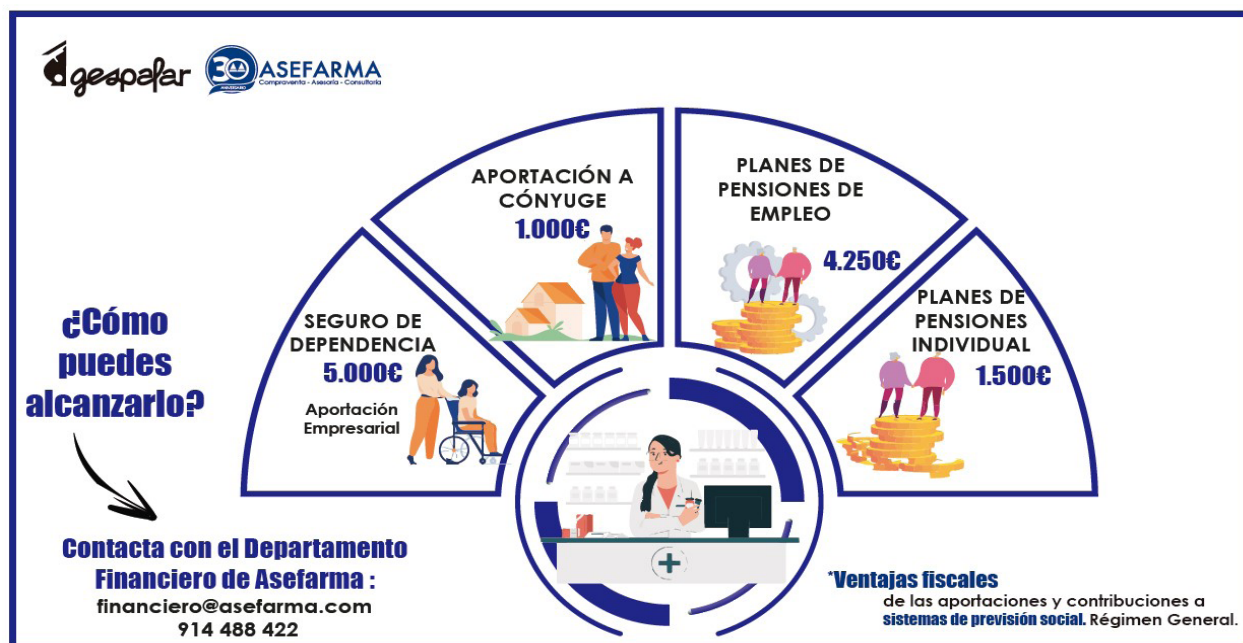 gespafar
30 ANIVERSARIO
ASEFARMA
Compraventa - Asesoría - Consultoría
¿Cómo
puedes
alcanzarlo?
SEGURO DE
DEPENDENCIA
5.000€
Aportación
Empresarial
APORTACIÓN A
CÓNYUGE
1.000€
PLANES DE
PENSIONES DE
EMPLEO
4.250€
PLANES DE
PENSIONES
INDIVIDUAL
1.500€
Contacta con el Departamento
Financiero de Asefarma :
financiero@asefarma.com
914 488 422
*Ventajas fiscales
de las aportaciones y contribuciones a
sistemas de previsión social. Régimen General.